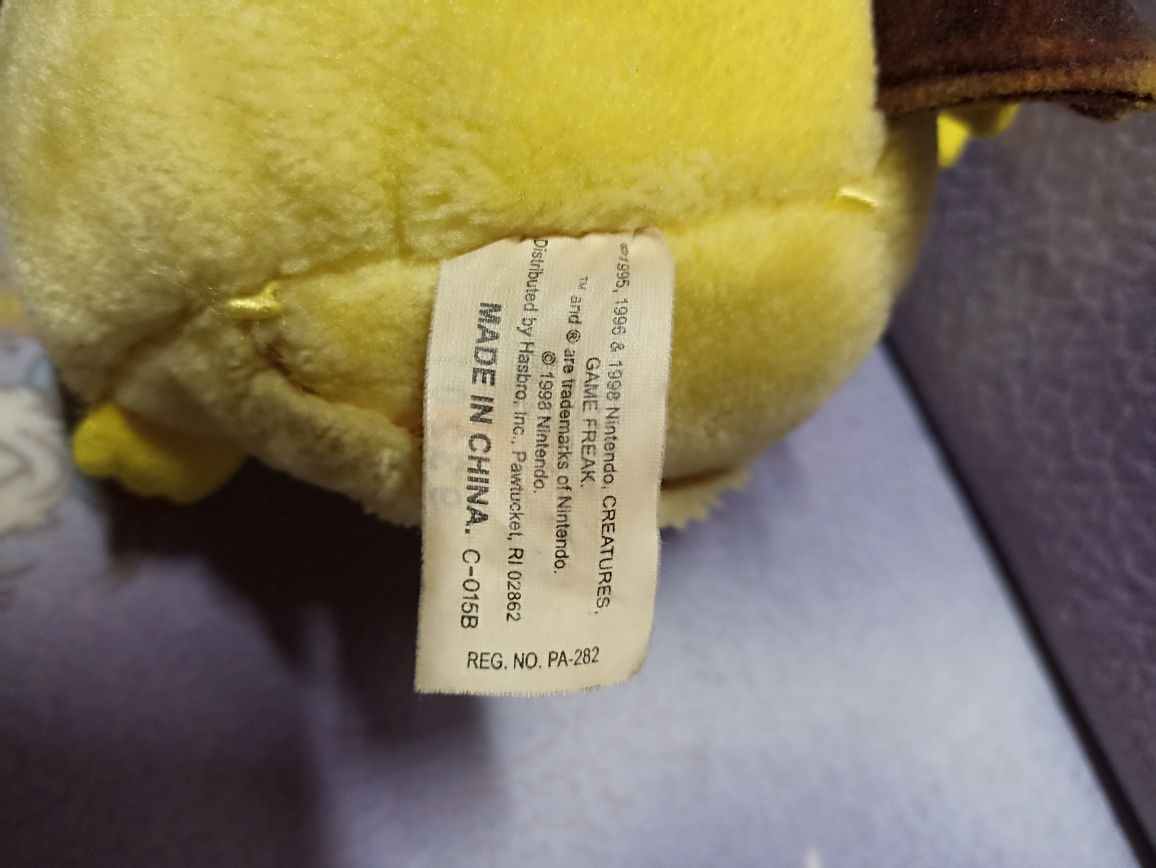 ©1995, 1996 & 1998 Nintendo, CREATURES,
GAME FREAK.
™ and ® are trademarks of Nintendo.
© 1998 Nintendo.
Distributed by Hasbro, Inc., Pawtucket, RI 02862
MADE IN CHINA. C-015B
REG. NO. PA-282